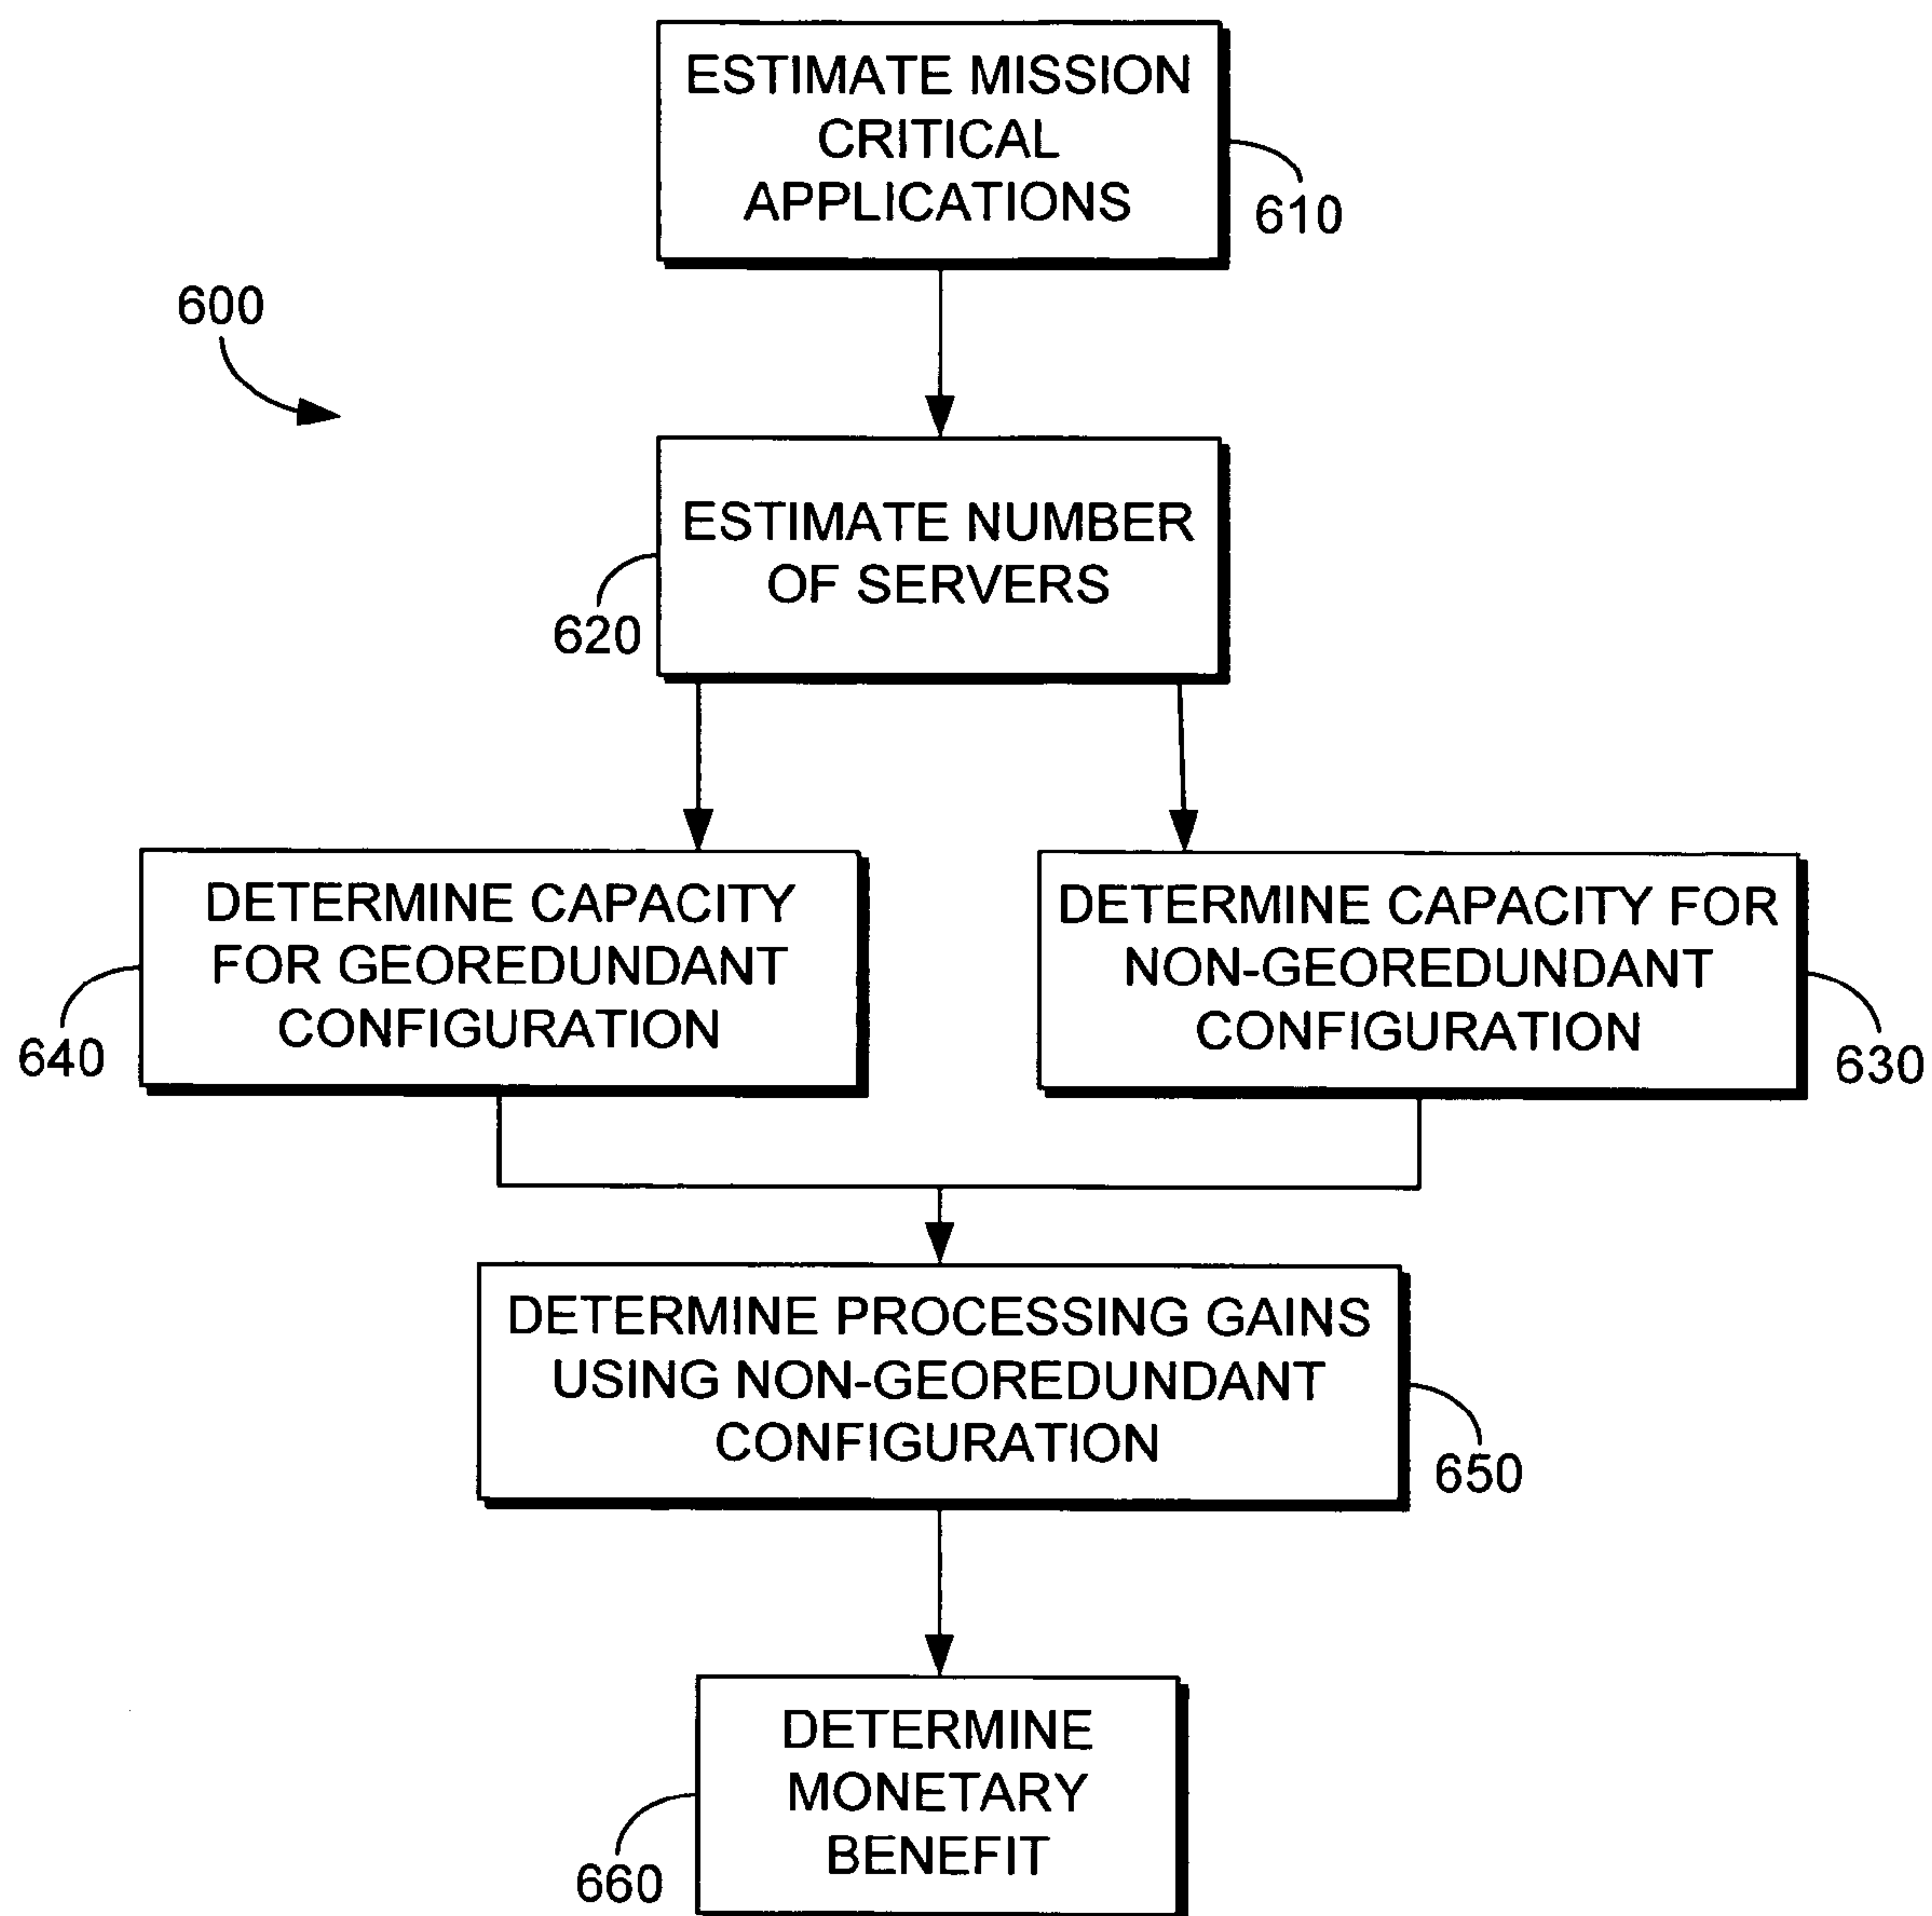 ESTIMATE MISSION
CRITICAL
APPLICATIONS
610
600
ESTIMATE NUMBER
OF SERVERS
620
DETERMINE CAPACITY
FOR GEOREDUNDANT
CONFIGURATION
640
DETERMINE CAPACITY FOR
NON-GEOREDUNDANT
CONFIGURATION
630
DETERMINE PROCESSING GAINS
USING NON-GEOREDUNDANT
CONFIGURATION
650
DETERMINE
MONETARY
BENEFIT
660